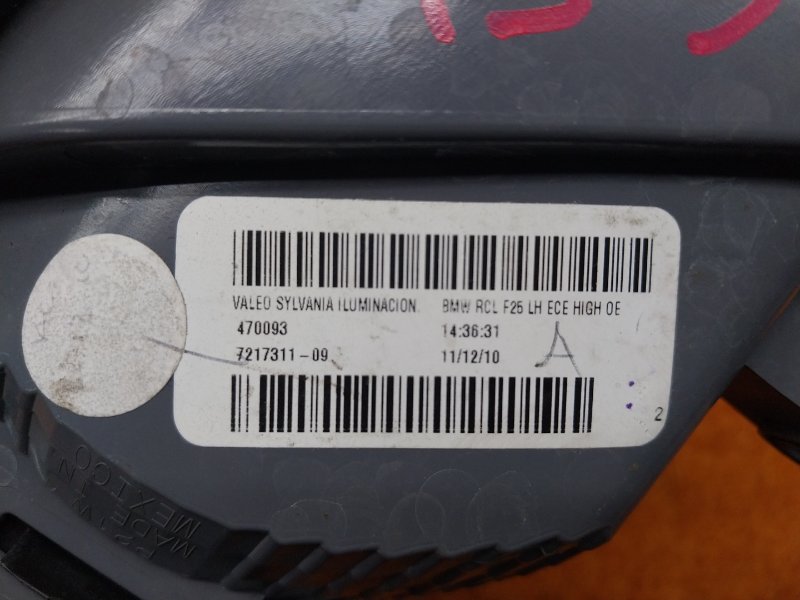 VALEO SYLVANIA ILUMINACION. BMW RCL F25 LH ECE HIGH OE
470093 14:36:31
7217311-09 11/12/10 A
2
P21W
MADE IN
MEXICO